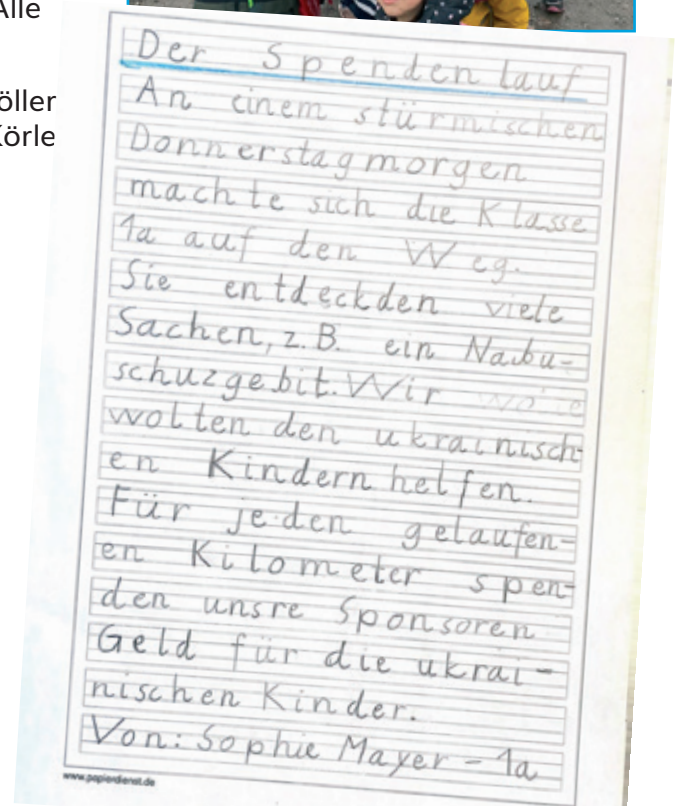 Alle
öller
Körle
Der Spendenlauf
An einem stürmischen
Donnerstagmorgen
machte sich die Klasse
1a auf den Weg.
Sie entdeckden viele
Sachen, z.B. ein Nabu-
schuzgebit. Wir
wolten den ukrainisch-
en Kindern helfen.
Für jeden gelaufen-
en Kilometer spen-
den unsre Sponsoren
Geld für die ukrai-
nischen Kinder.
Von: Sophie Mayer - 1a
www.papierdienst.de